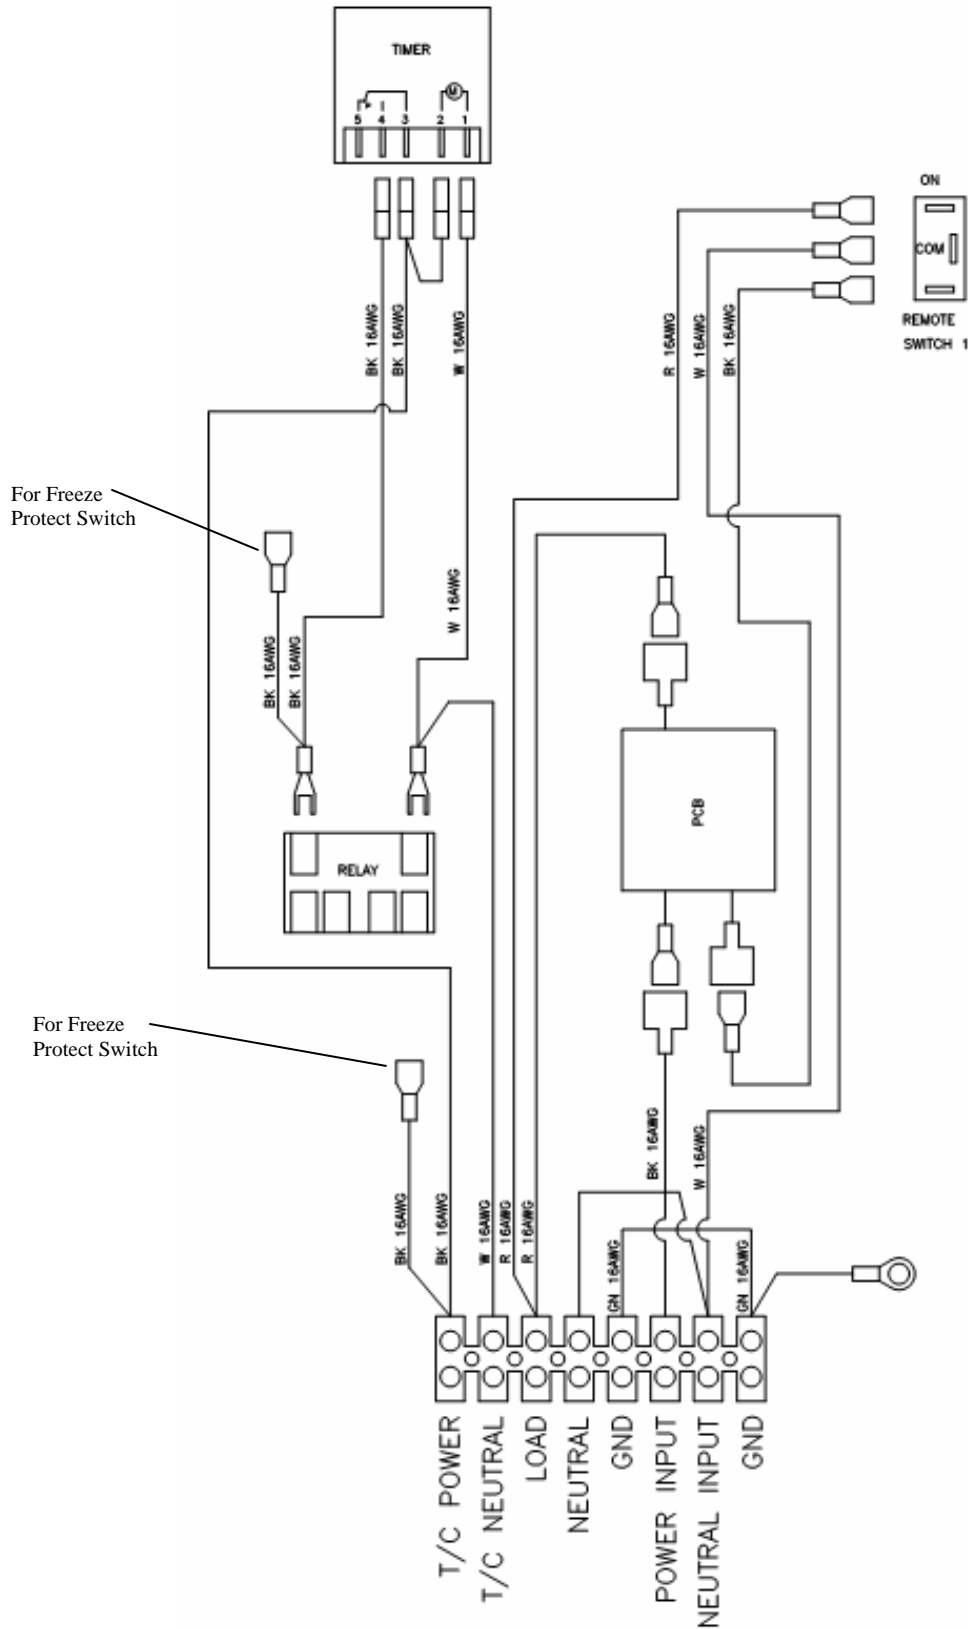 TIMER
M
5 4 3 2 1
ON
COM
REMOTE
SWITCH 1
BK 16AWG
BK 16AWG
W 16AWG
R 16AWG
W 16AWG
BK 16AWG
For Freeze
Protect Switch
W 16AWG
BK 16AWG
BK 16AWG
PCB
RELAY
For Freeze
Protect Switch
BK 16AWG
W 16AWG
BK 16AWG
BK 16AWG
W 16AWG
R 16AWG
R 16AWG
GN 16AWG
GN 16AWG
T/C POWER
T/C NEUTRAL
LOAD
NEUTRAL
GND
POWER INPUT
NEUTRAL INPUT
GND